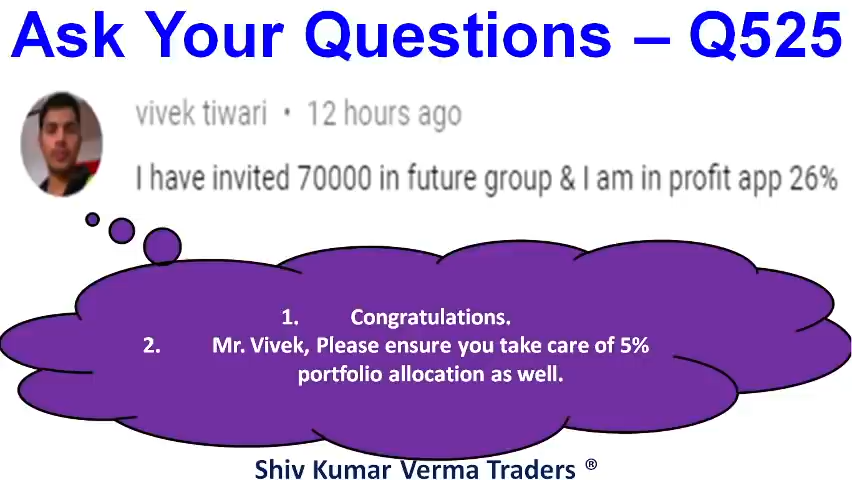 Ask Your Questions – Q525
vivek tiwari • 12 hours ago
I have invited 70000 in future group & I am in profit app 26%
1. Congratulations.
2. Mr. Vivek, Please ensure you take care of 5%
portfolio allocation as well.
Shiv Kumar Verma Traders ®